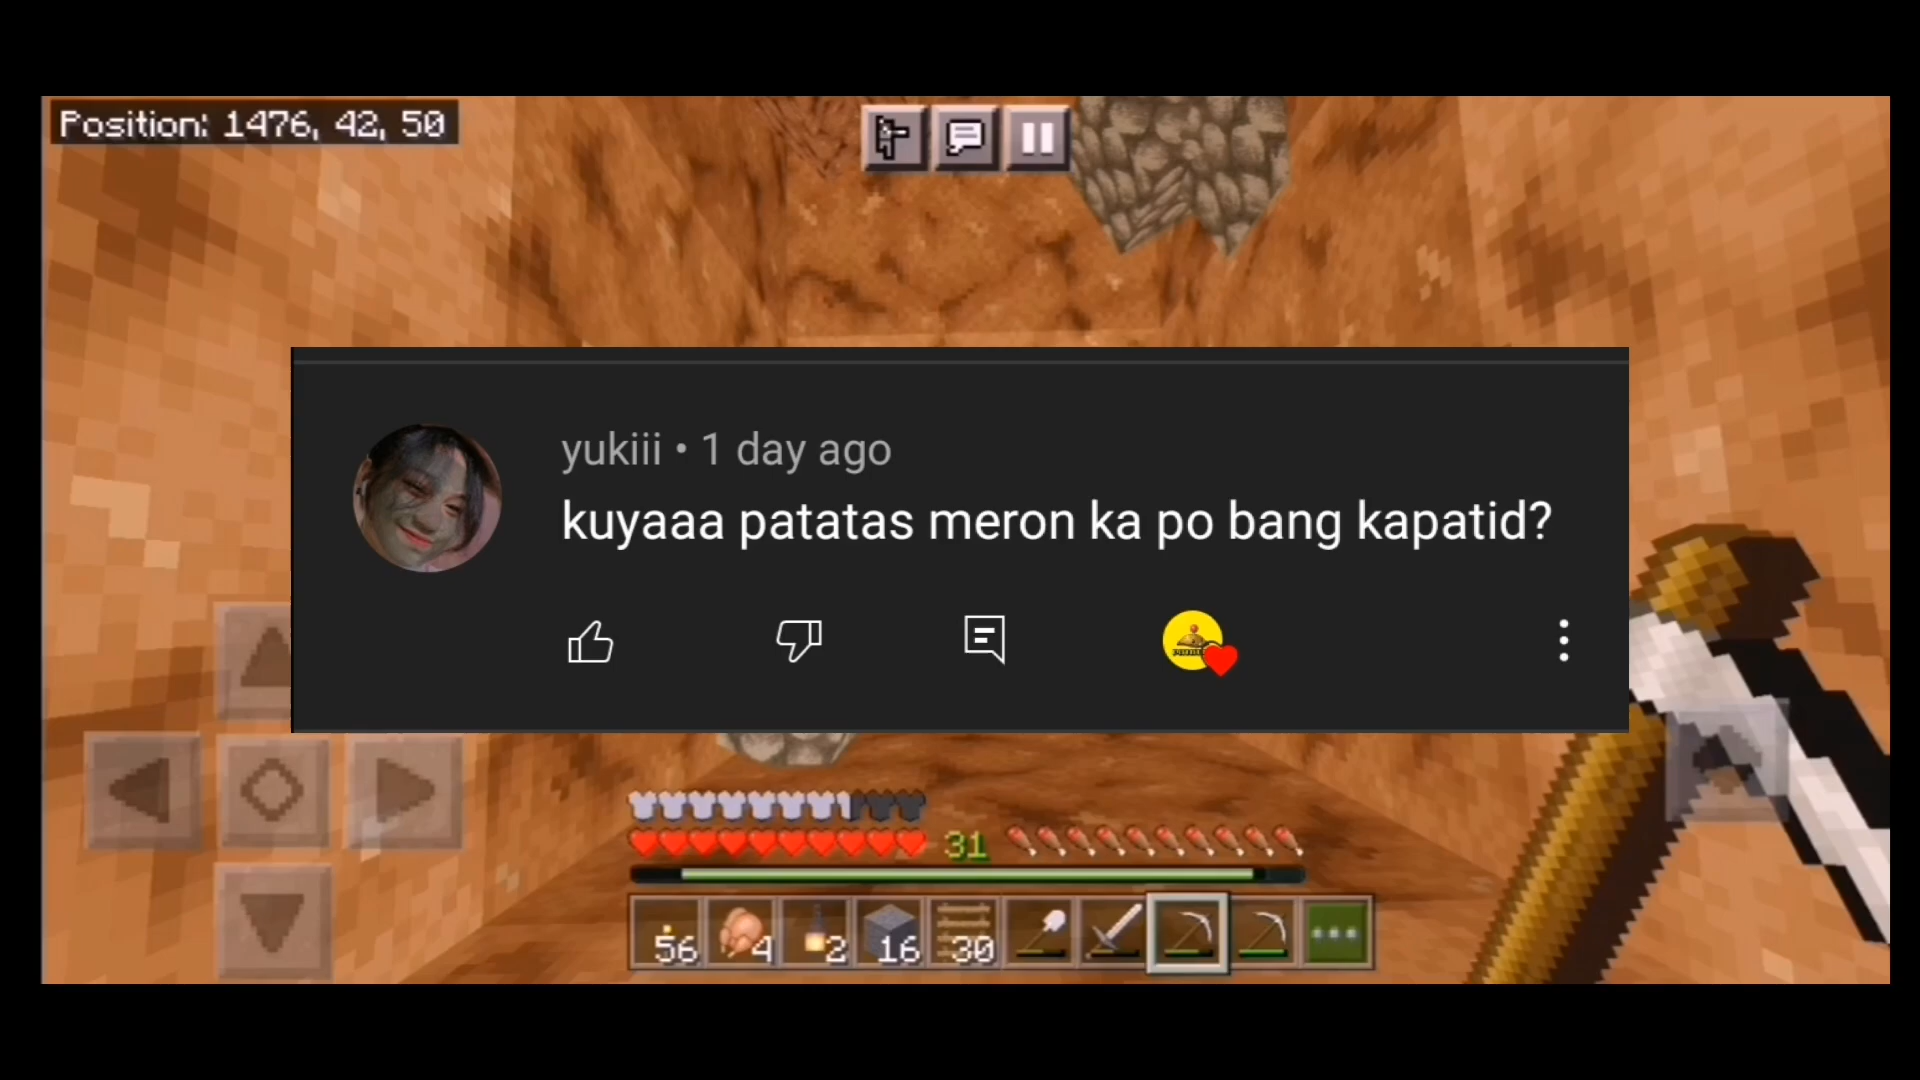 Position: 1476, 42, 50
yukiii • 1 day ago
kuyaaa patatas meron ka po bang kapatid?
31
56 4 2 16 30